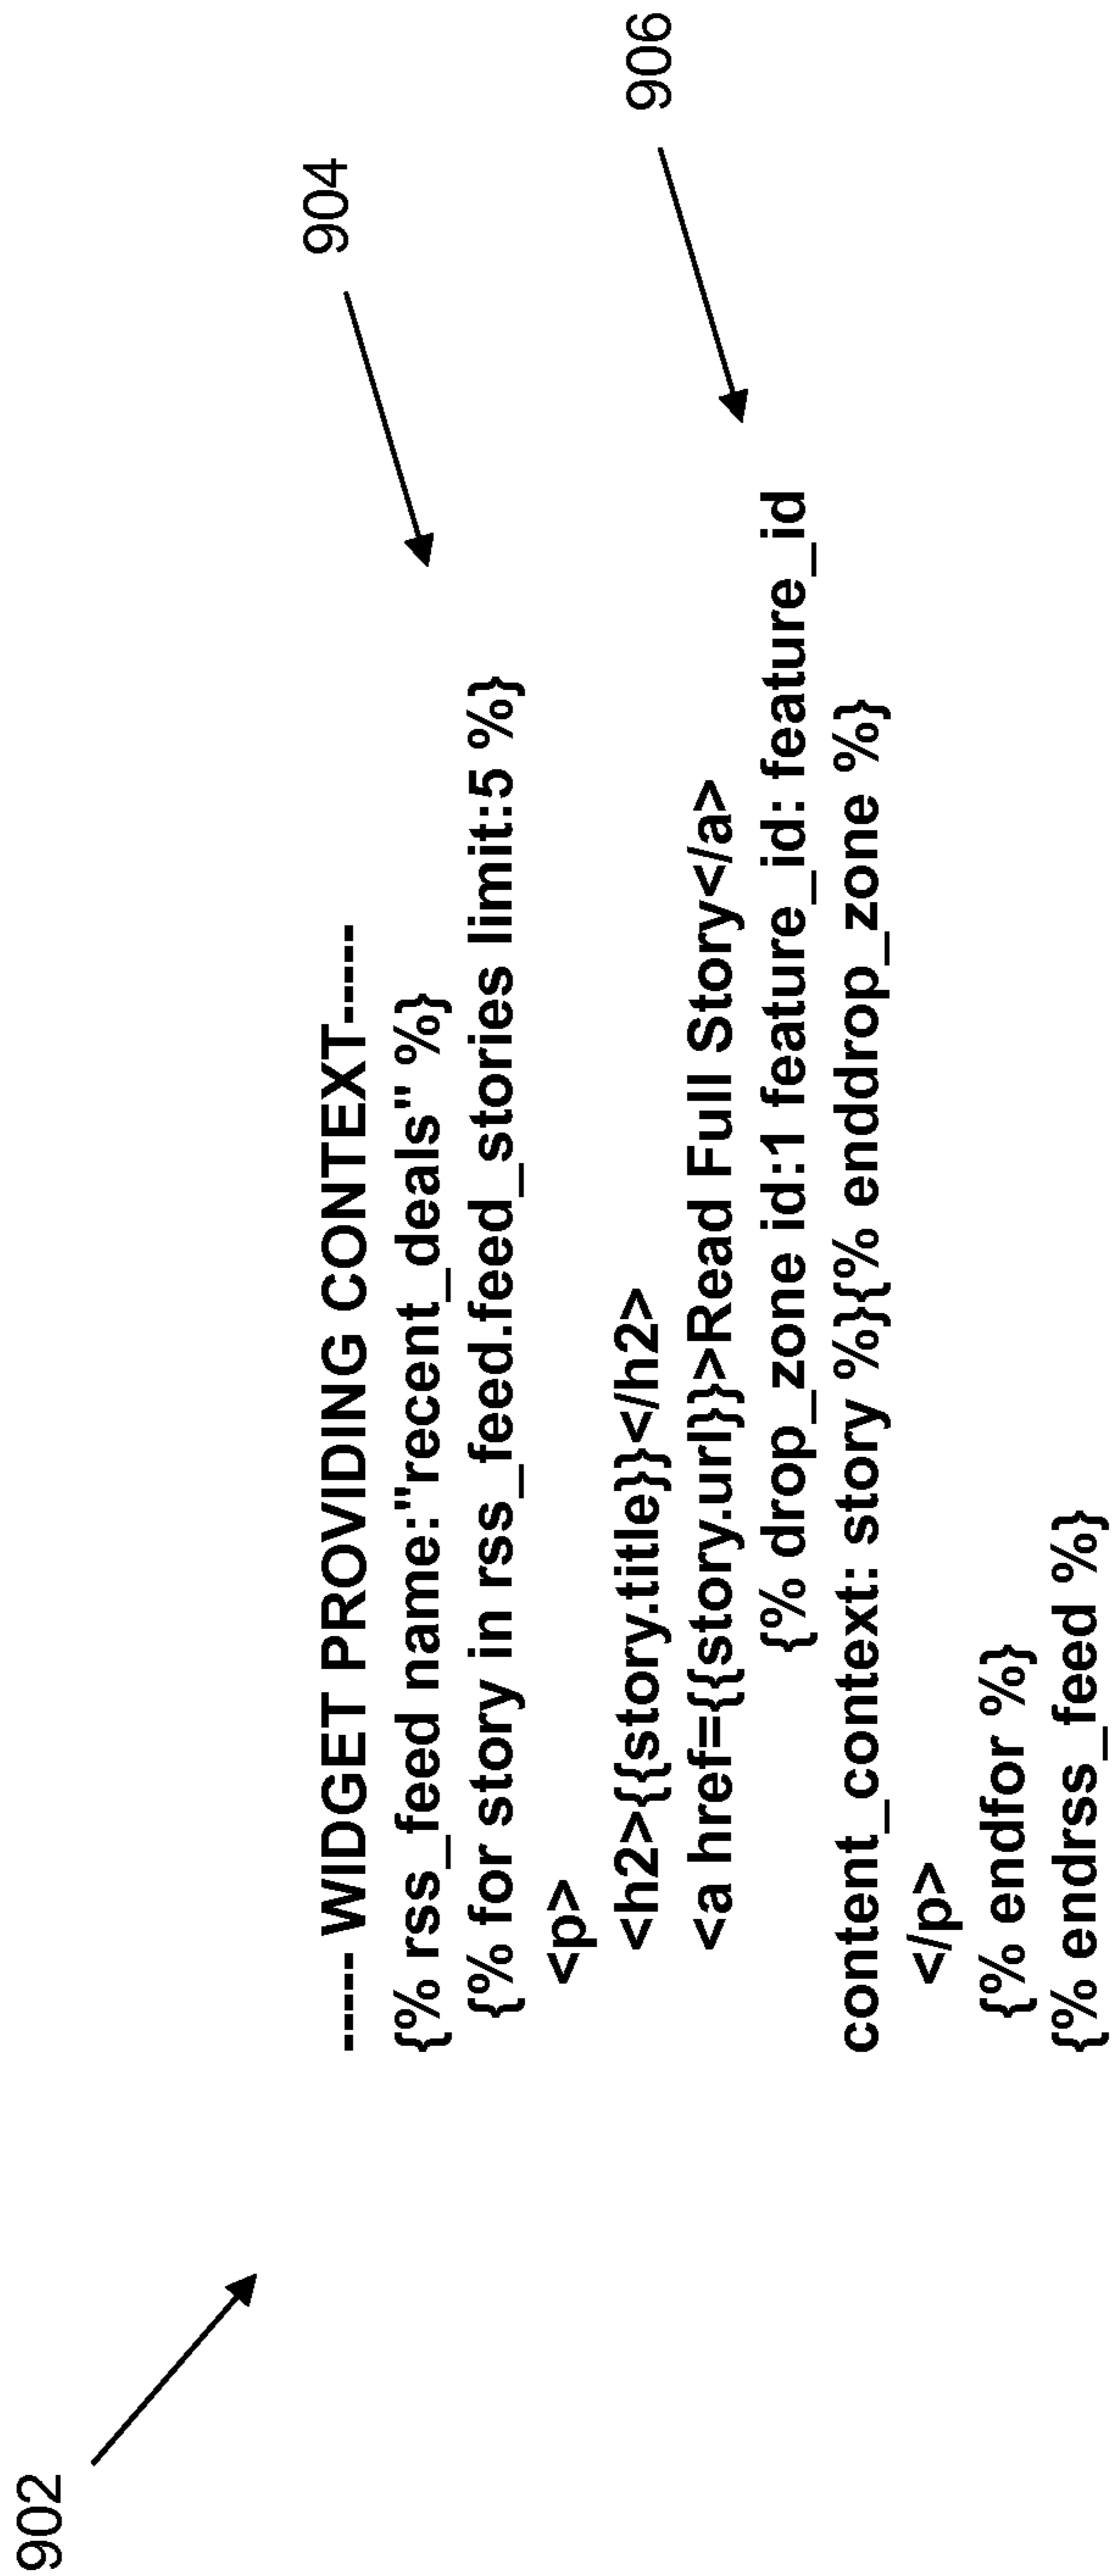 902
----- WIDGET PROVIDING CONTEXT-----
904
{% rss_feed name:"recent_deals" %}
{% for story in rss_feed.feed_stories limit:5 %}
<p>
<h2>{{story.title}}</h2>
906
<a href={{story.url}}>Read Full Story</a>
{% drop_zone id:1 feature_id: feature_id
content_context: story %}{% enddrop_zone %}
</p>
{% endfor %}
{% endrss_feed %}